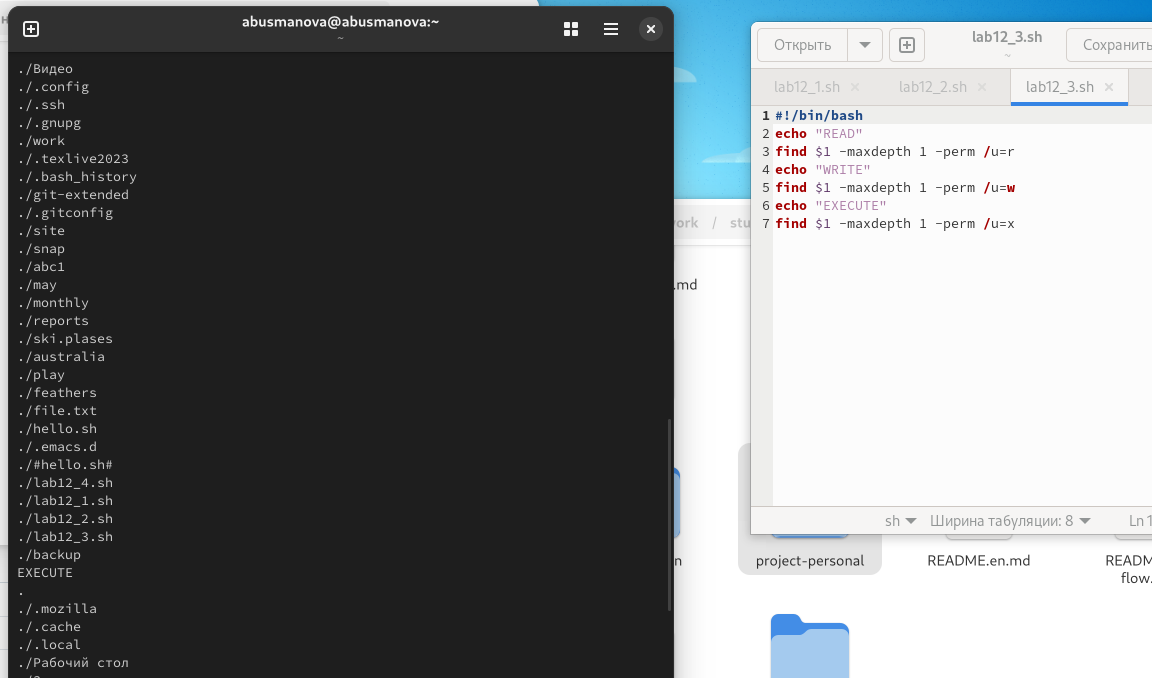 abusmanova@abusmanova:~
~
./Видео
./.config
./.ssh
./.gnupg
./work
./.texlive2023
./.bash_history
./git-extended
./.gitconfig
./site
./snap
./abc1
./may
./monthly
./reports
./ski.plases
./australia
./play
./feathers
./file.txt
./hello.sh
./.emacs.d
./#hello.sh#
./lab12_4.sh
./lab12_1.sh
./lab12_2.sh
./lab12_3.sh
./backup
EXECUTE
.
./.mozilla
./.cache
./.local
./Рабочий стол
Открыть
lab12_3.sh
~
Сохранить
lab12_1.sh
lab12_2.sh
lab12_3.sh
1 #!/bin/bash
2 echo "READ"
3 find $1 -maxdepth 1 -perm /u=r
4 echo "WRITE"
5 find $1 -maxdepth 1 -perm /u=w
6 echo "EXECUTE"
7 find $1 -maxdepth 1 -perm /u=x
sh
Ширина табуляции: 8
Ln 1
ork / stu
.md
n
project-personal
README.en.md
READM
flow.